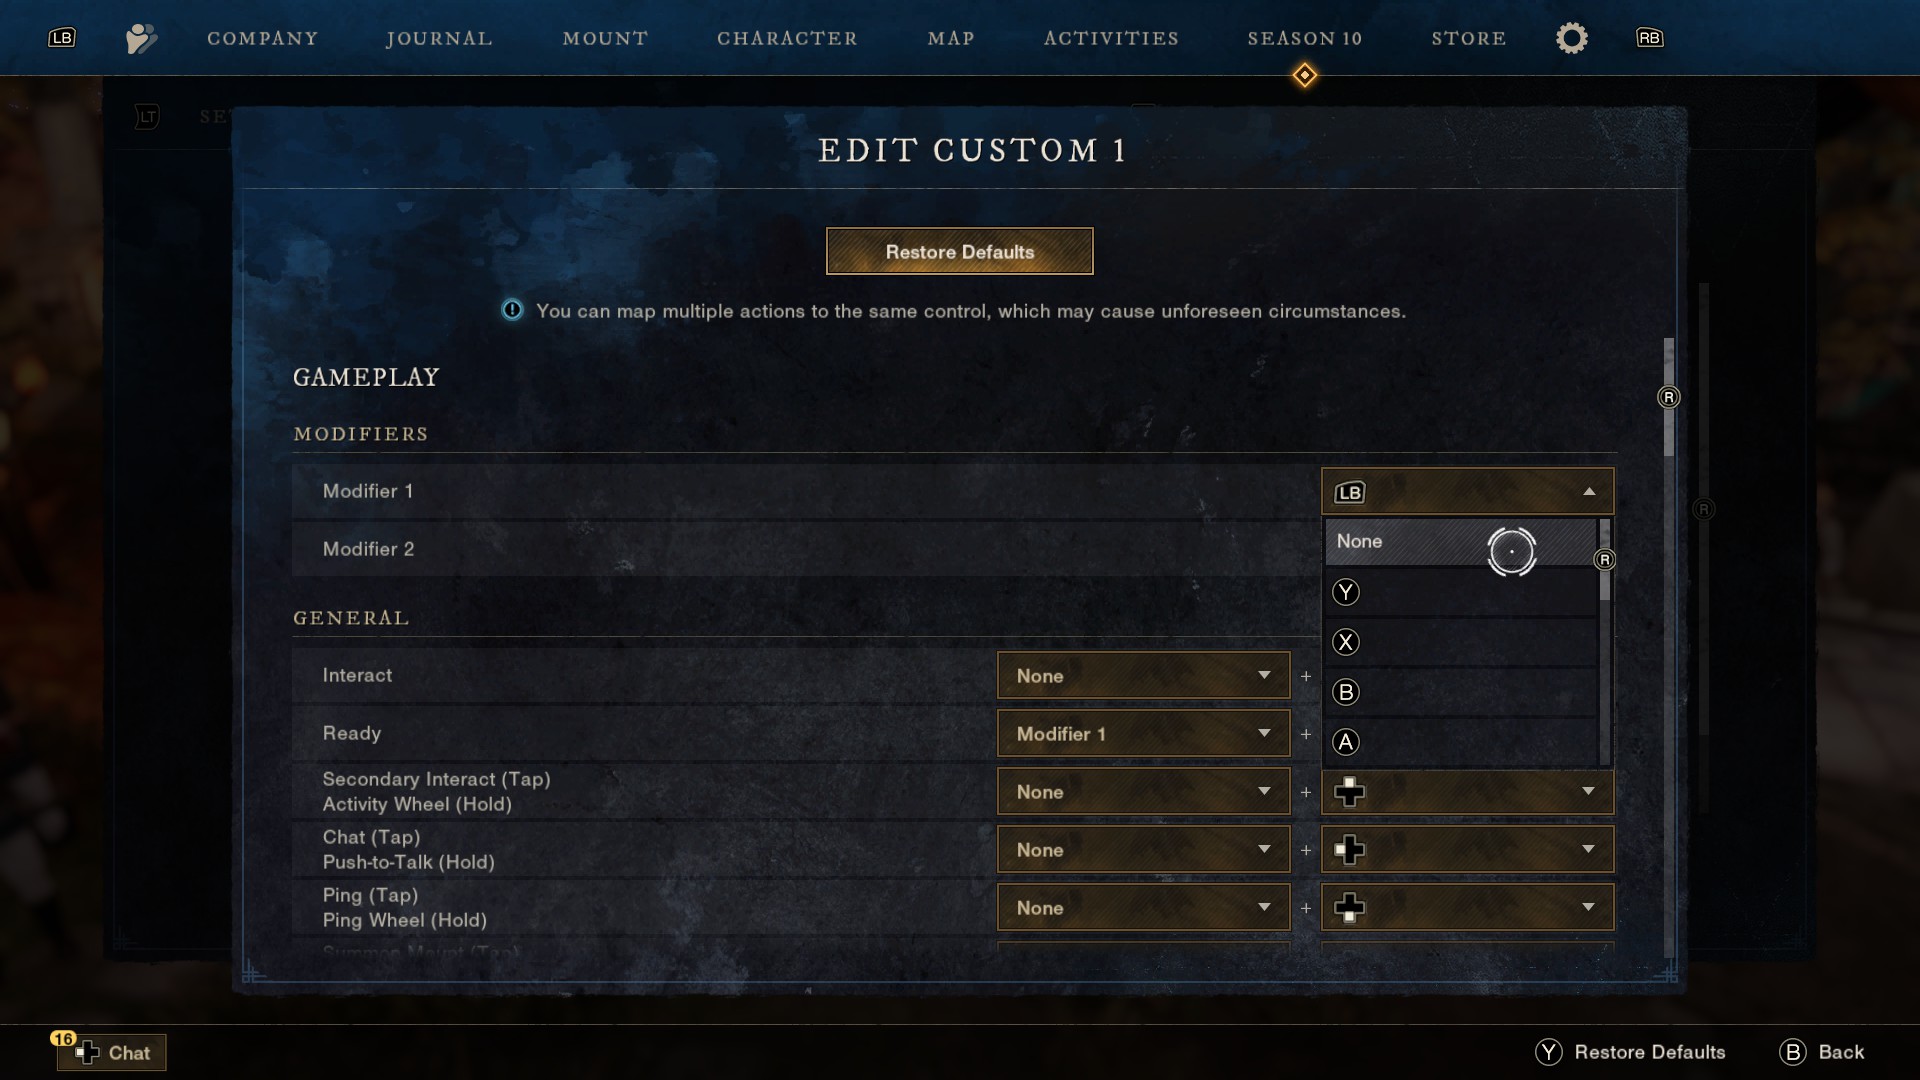 LB COMPANY JOURNAL MOUNT CHARACTER MAP ACTIVITIES SEASON 10 STORE RB
LT
EDIT CUSTOM 1
Restore Defaults
You can map multiple actions to the same control, which may cause unforeseen circumstances.
GAMEPLAY
R
MODIFIERS
Modifier 1 LB
Modifier 2
None R
R
Y
GENERAL
X
Interact None +
B
Ready Modifier 1 +
A
Secondary Interact (Tap)
Activity Wheel (Hold)
None +
Chat (Tap)
Push-to-Talk (Hold)
None +
Ping (Tap)
Ping Wheel (Hold)
None +
Summon Mount (Tap)
16
Chat
Y Restore Defaults B Back